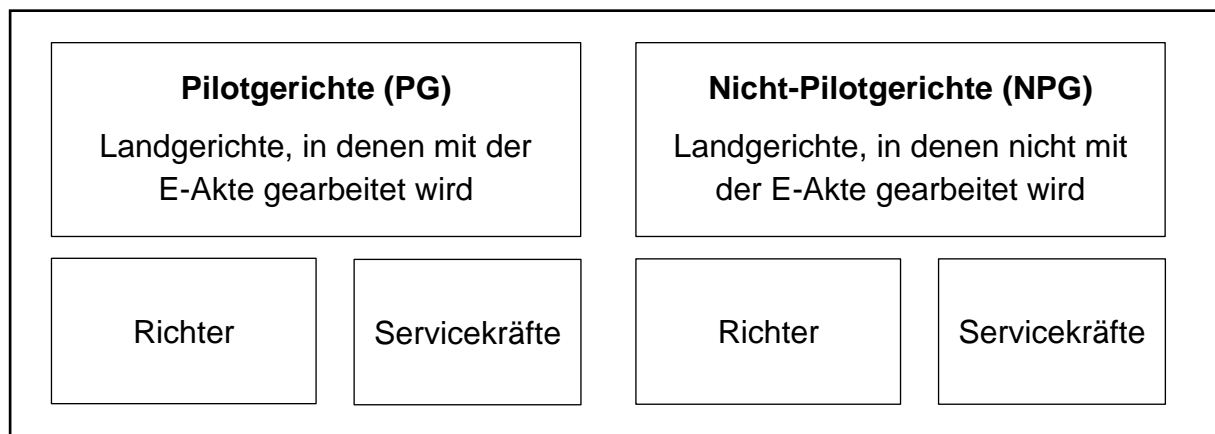 Pilotgerichte (PG)
Landgerichte, in denen mit der
E-Akte gearbeitet wird
Nicht-Pilotgerichte (NPG)
Landgerichte, in denen nicht mit
der E-Akte gearbeitet wird
Richter
Servicekräfte
Richter
Servicekräfte